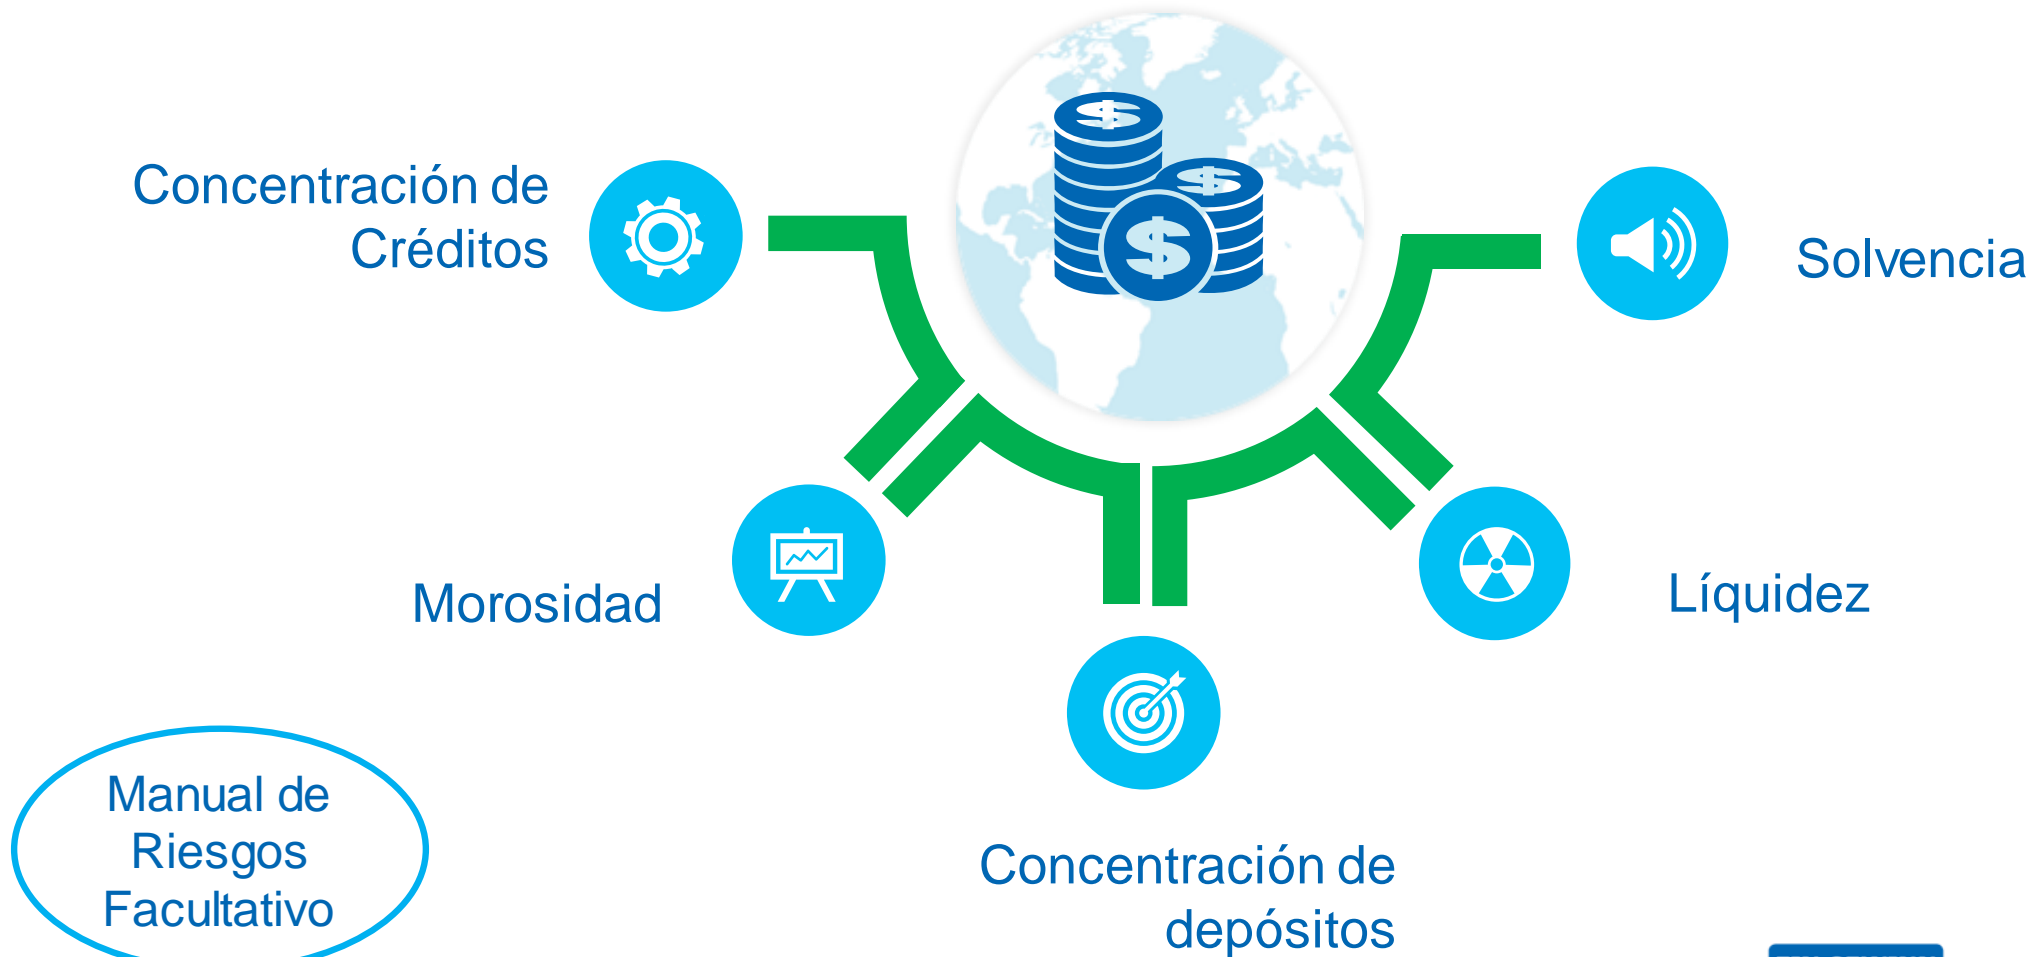 Concentración de
Créditos
Solvencia
Morosidad
Líquidez
Concentración de
depósitos
Manual de
Riesgos
Facultativo